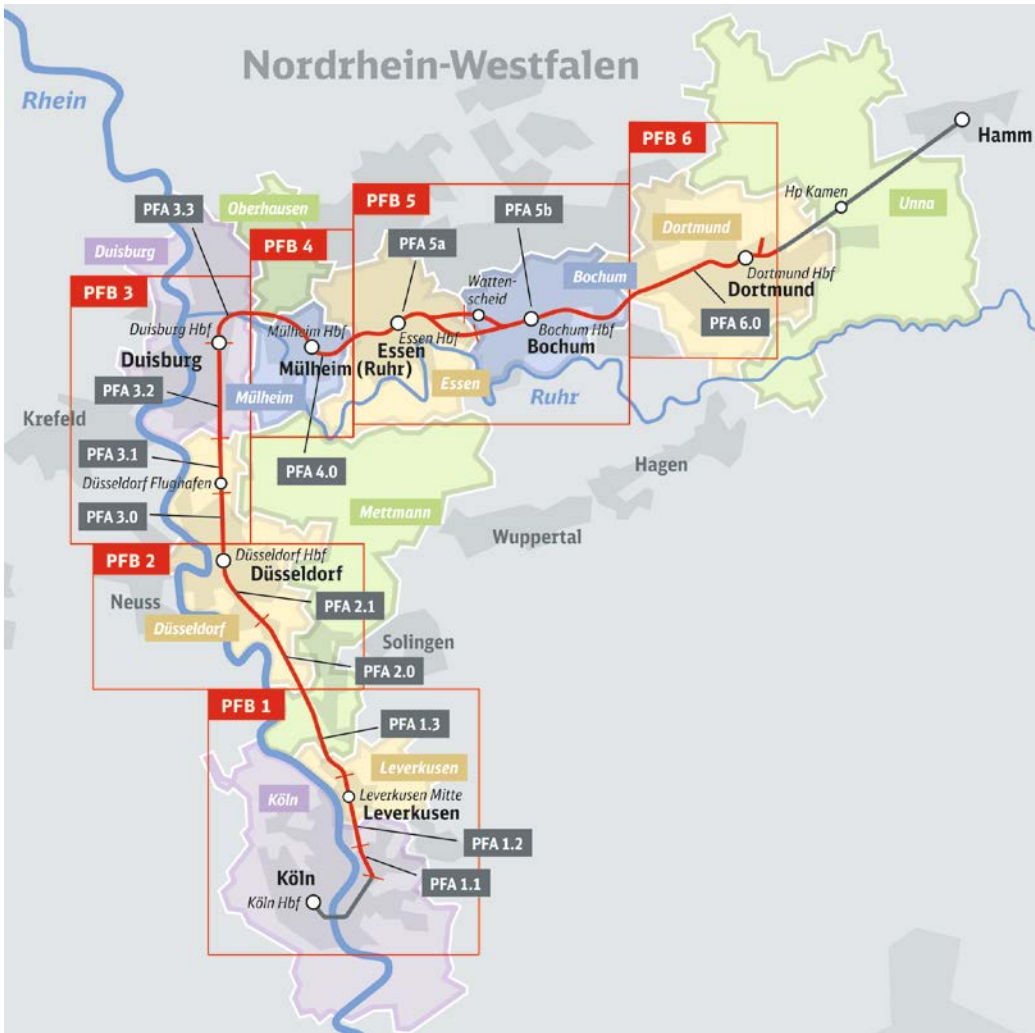 Nordrhein-Westfalen
Rhein
PFB 6
Hamm
PFA 3.3
Oberhausen
PFB 5
PFA 5b
Hp Kamen
Unna
Duisburg
PFB 4
PFA 5a
Dortmund
Bochum
Watten-
scheid
Dortmund Hbf
Dortmund
PFB 3
Duisburg Hbf
Duisburg
Mülheim Hbf
Mülheim (Ruhr)
Essen Hbf
Essen
Bochum Hbf
Bochum
PFA 6.0
PFA 3.2
Mülheim
Essen
Ruhr
Krefeld
PFA 3.1
PFA 4.0
Hagen
Düsseldorf Flughafen
Mettmann
PFA 3.0
Wuppertal
PFB 2
Düsseldorf Hbf
Düsseldorf
Neuss
PFA 2.1
Düsseldorf
Solingen
PFA 2.0
PFB 1
PFA 1.3
Leverkusen
Köln
Leverkusen Mitte
Leverkusen
PFA 1.2
Köln
PFA 1.1
Köln Hbf